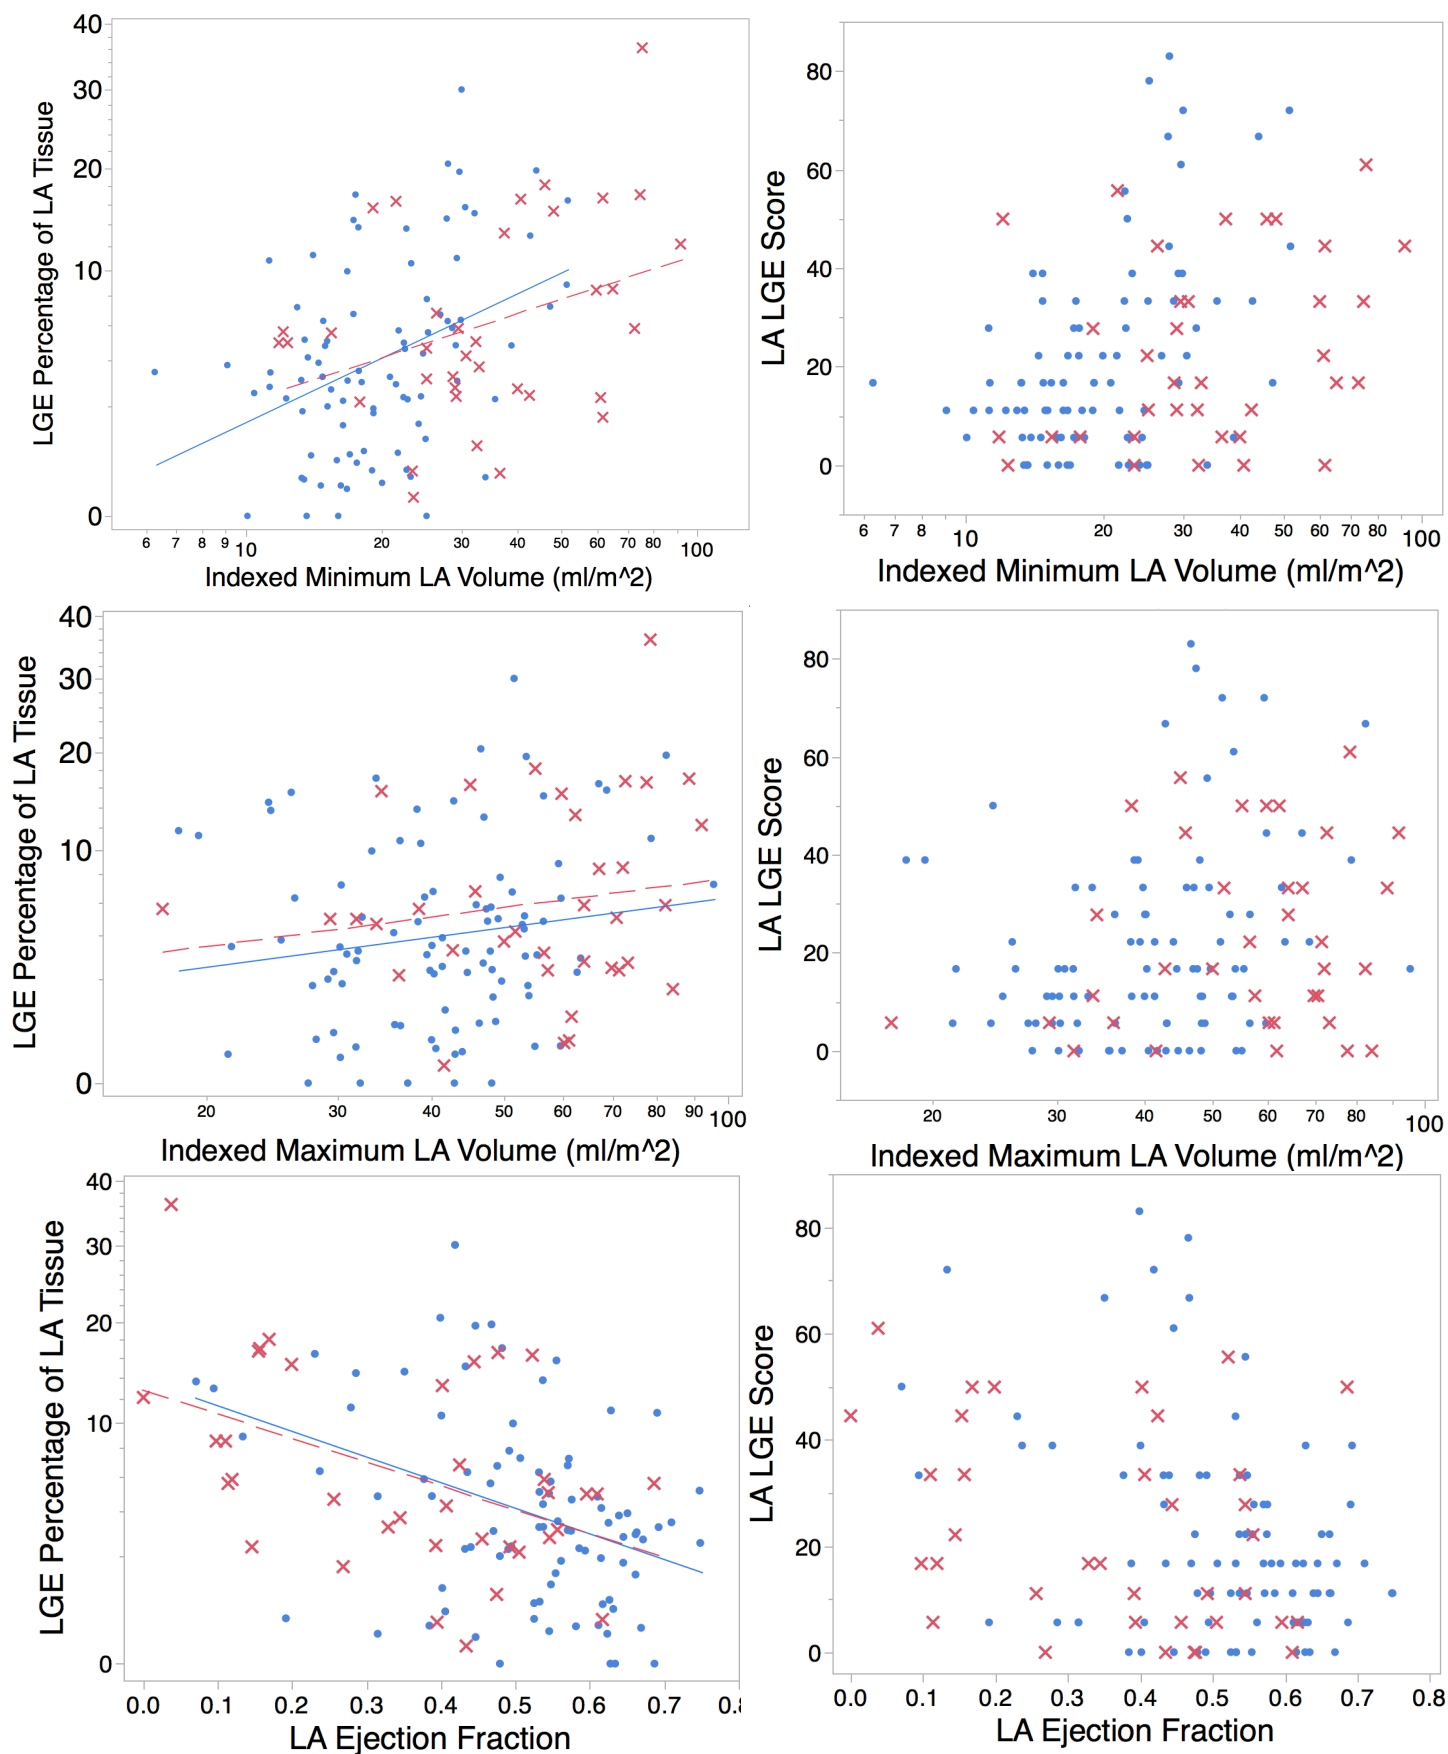 40
30
20
10
0
LGE Percentage of LA Tissue
6 7 8 9 10 20 30 40 50 60 70 80 100
Indexed Minimum LA Volume (ml/m^2)
80
60
40
20
0
LA LGE Score
6 7 8 10 20 30 40 50 60 70 80 100
Indexed Minimum LA Volume (ml/m^2)
40
30
20
10
0
LGE Percentage of LA Tissue
20 30 40 50 60 70 80 90 100
Indexed Maximum LA Volume (ml/m^2)
80
60
40
20
0
LA LGE Score
20 30 40 50 60 70 80 100
Indexed Maximum LA Volume (ml/m^2)
40
30
20
10
0
LGE Percentage of LA Tissue
0.0 0.1 0.2 0.3 0.4 0.5 0.6 0.7 0.8
LA Ejection Fraction
80
60
40
20
0
LA LGE Score
0.0 0.1 0.2 0.3 0.4 0.5 0.6 0.7 0.8
LA Ejection Fraction